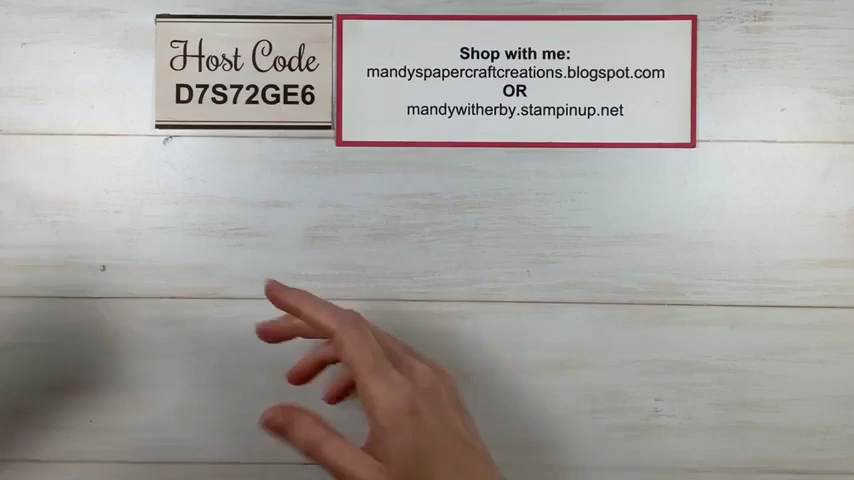 Host Code
D7S72GE6
Shop with me:
mandyspapercraftcreations.blogspot.com
OR
mandywitherby.stampinup.net